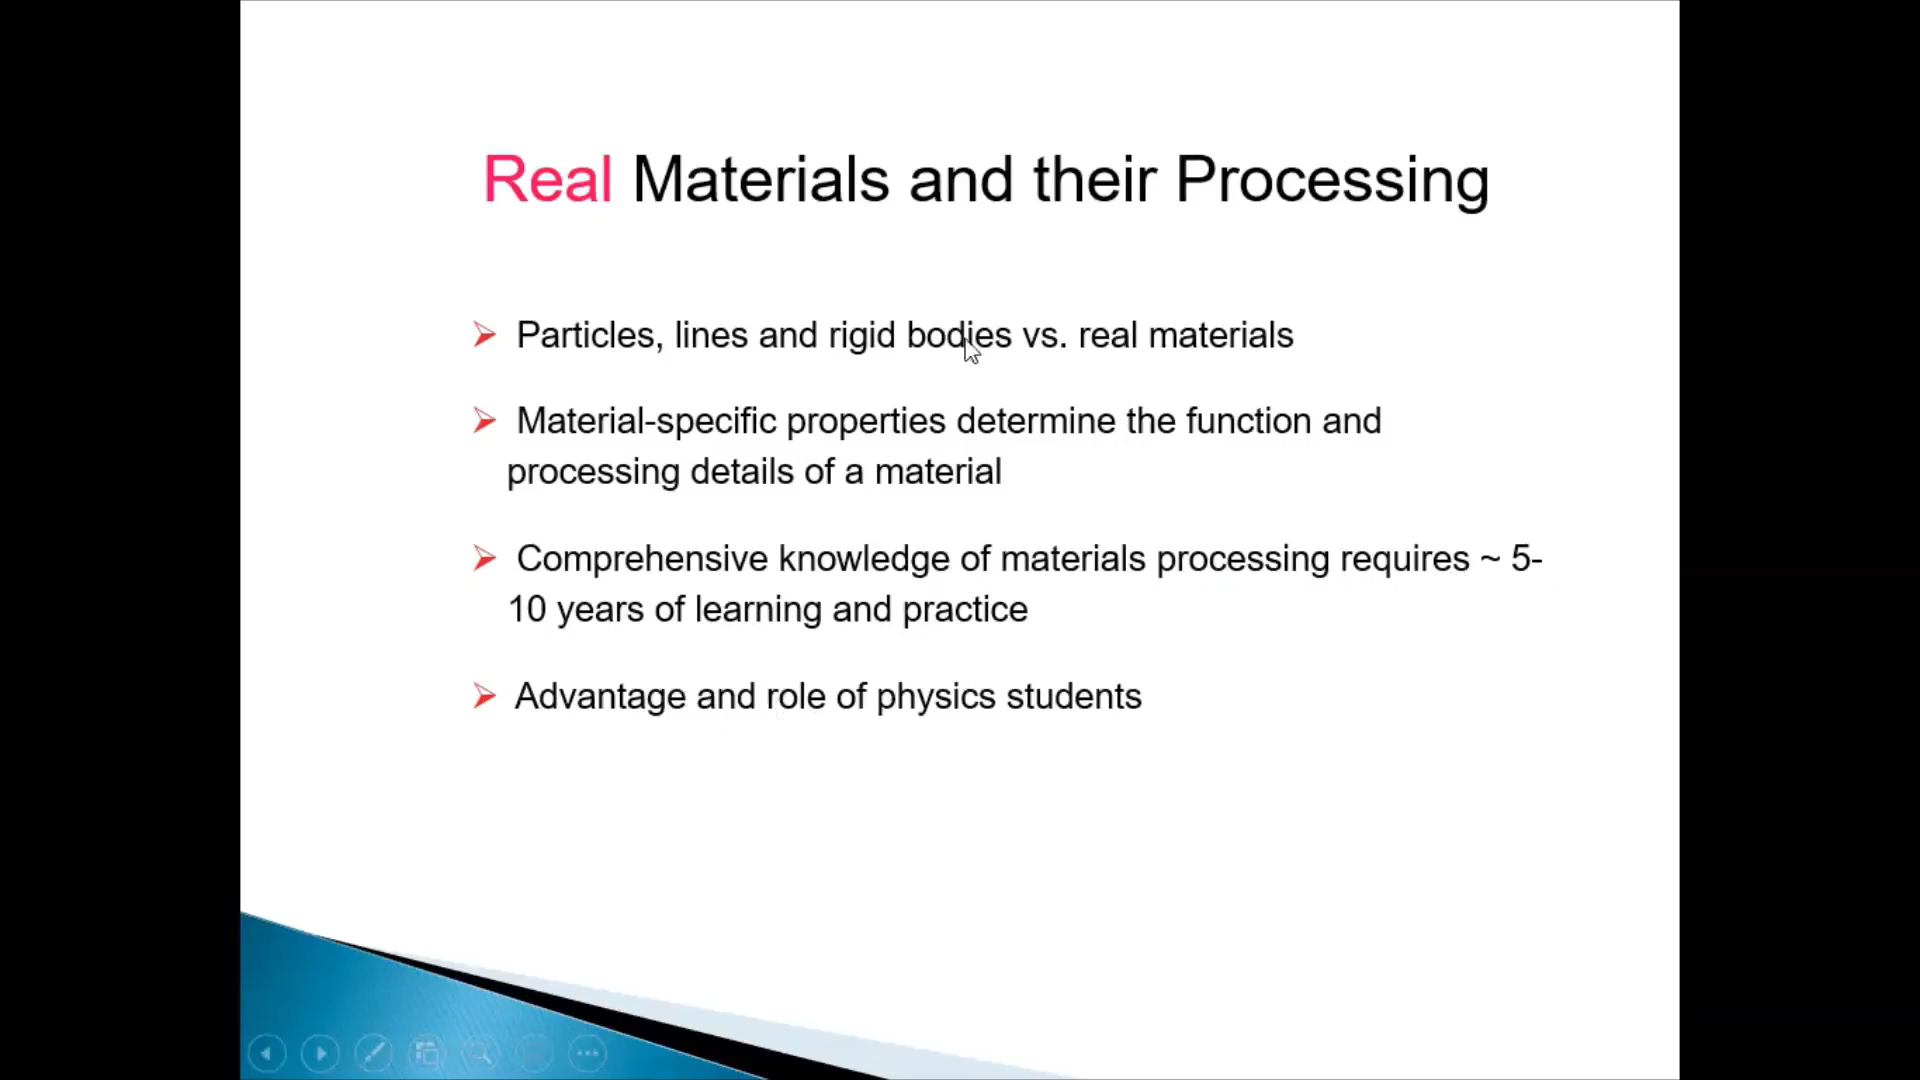 Real Materials and their Processing
Particles, lines and rigid bodies vs. real materials
Material-specific properties determine the function and
processing details of a material
Comprehensive knowledge of materials processing requires ~ 5-
10 years of learning and practice
Advantage and role of physics students